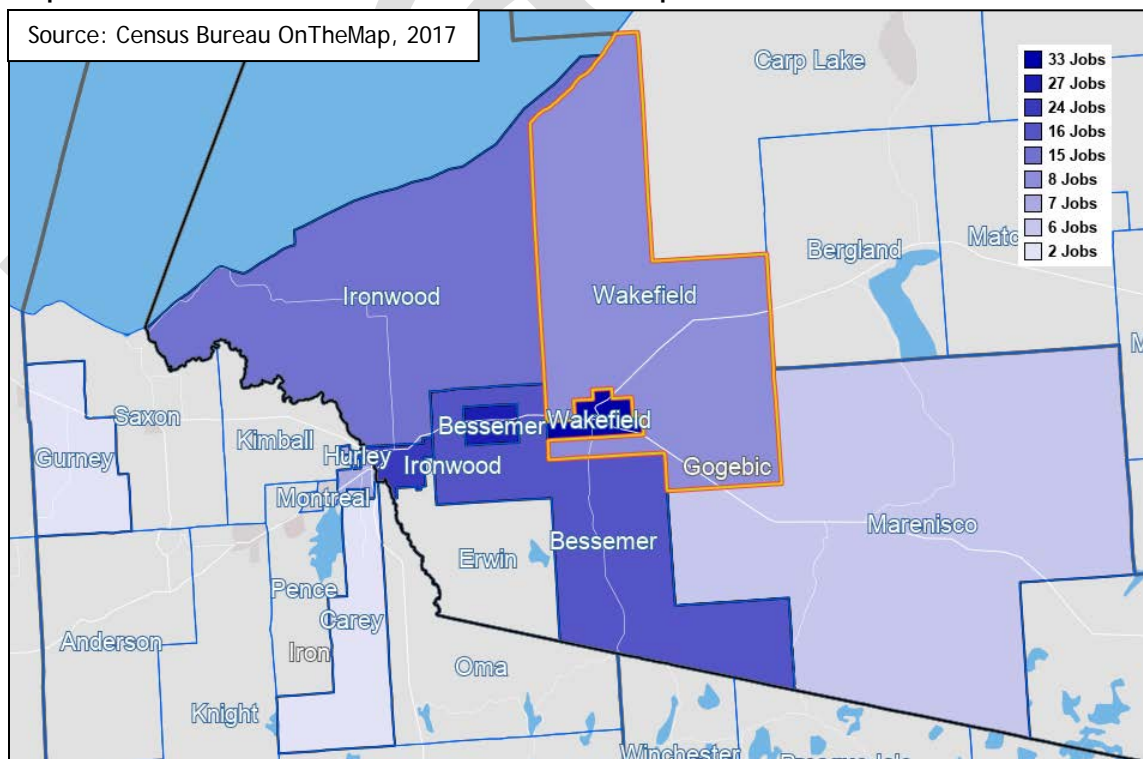 Source: Census Bureau OnTheMap, 2017
33 Jobs
27 Jobs
24 Jobs
16 Jobs
15 Jobs
8 Jobs
7 Jobs
6 Jobs
2 Jobs
Carp Lake
Bergland
Ironwood
Wakefield
Saxon
Kimball
Gurney
Bessemer
Wakefield
Hurley
Ironwood
Gogebic
Montreal
Marenisco
Bessemer
Erwin
Pence
Carey
Anderson
Iron
Oma
Knight
Winchester